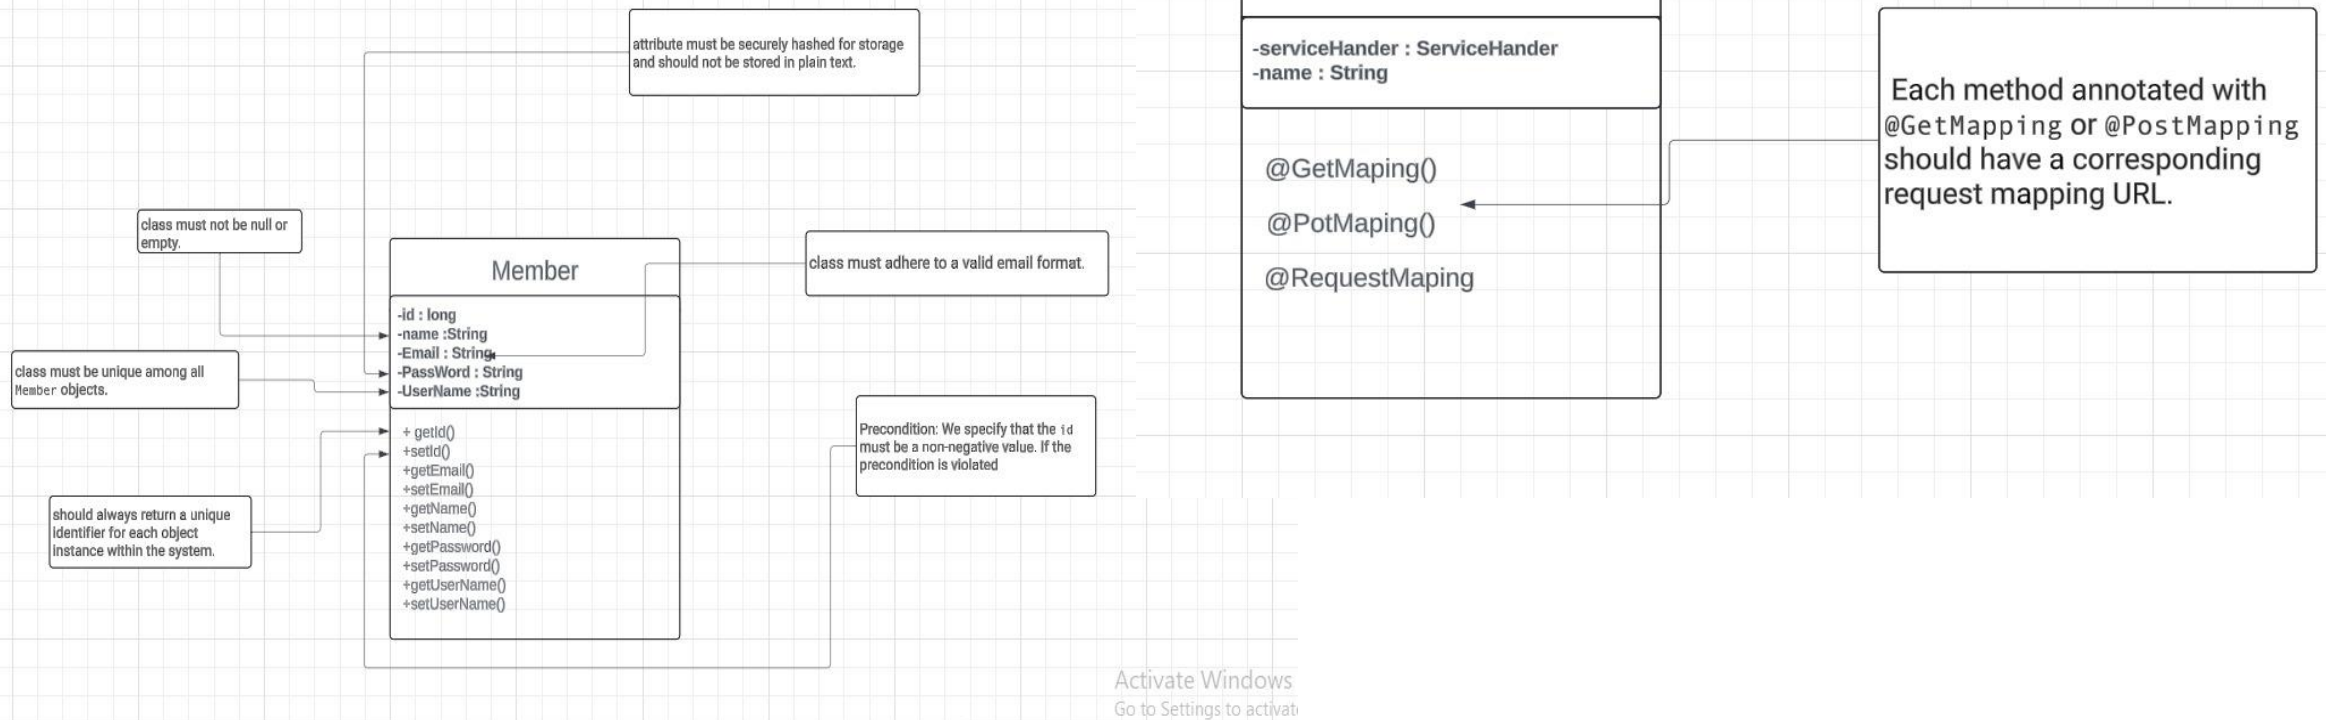 attribute must be securely hashed for storage
and should not be stored in plain text.
class must not be null or
empty.
class must adhere to a valid email format.
class must be unique among all
Member objects.
Member
-id : long
-name :String
-Email : String
-PassWord : String
-UserName :String
+ getId()
+setId()
+getEmail()
+setEmail()
+getName()
+setName()
+getPassword()
+setPassword()
+getUserName()
+setUserName()
should always return a unique
identifier for each object
instance within the system.
Precondition: We specify that the id
must be a non-negative value. If the
precondition is violated
-serviceHander : ServiceHander
-name : String
@GetMaping()
@PotMaping()
@RequestMaping
Each method annotated with
@GetMapping or @PostMapping
should have a corresponding
request mapping URL.
Activate Windows
Go to Settings to activat